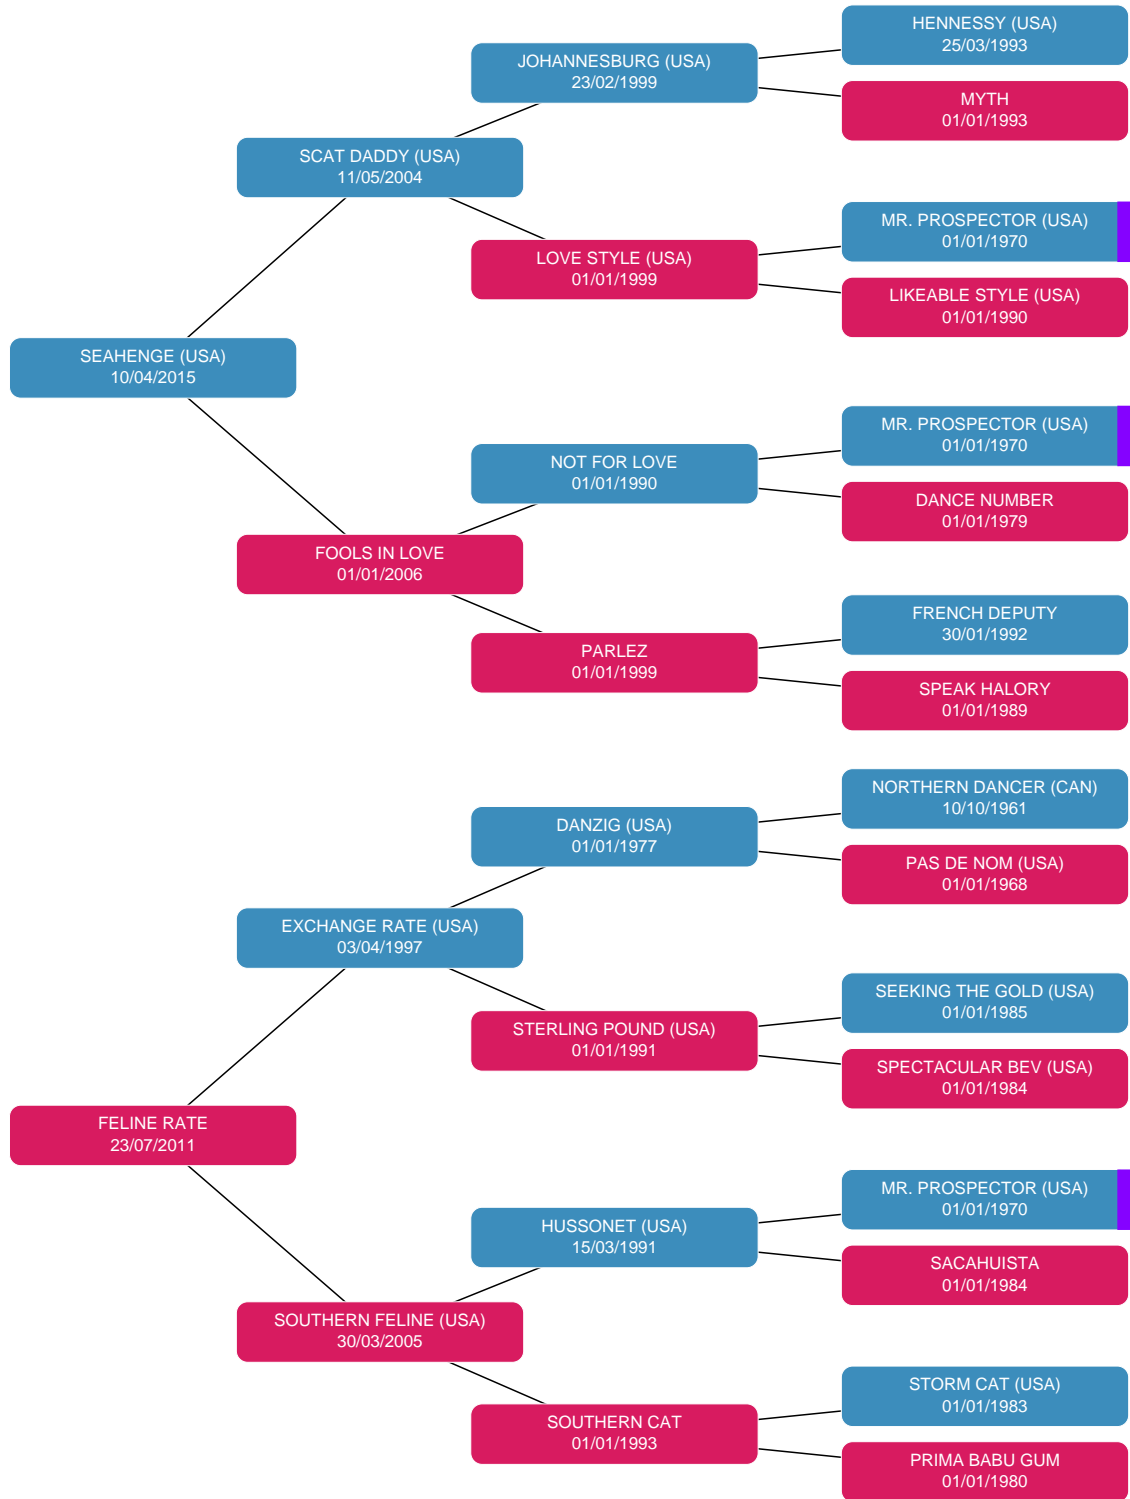 HENNESSY (USA)
25/03/1993
JOHANNESBURG (USA)
23/02/1999
MYTH
01/01/1993
SCAT DADDY (USA)
11/05/2004
MR. PROSPECTOR (USA)
01/01/1970
LOVE STYLE (USA)
01/01/1999
LIKEABLE STYLE (USA)
01/01/1990
SEAHENGE (USA)
10/04/2015
MR. PROSPECTOR (USA)
01/01/1970
NOT FOR LOVE
01/01/1990
DANCE NUMBER
01/01/1979
FOOLS IN LOVE
01/01/2006
FRENCH DEPUTY
30/01/1992
PARLEZ
01/01/1999
SPEAK HALORY
01/01/1989
NORTHERN DANCER (CAN)
10/10/1961
DANZIG (USA)
01/01/1977
PAS DE NOM (USA)
01/01/1968
EXCHANGE RATE (USA)
03/04/1997
SEEKING THE GOLD (USA)
01/01/1985
STERLING POUND (USA)
01/01/1991
SPECTACULAR BEV (USA)
01/01/1984
FELINE RATE
23/07/2011
MR. PROSPECTOR (USA)
01/01/1970
HUSSONET (USA)
15/03/1991
SACAHUISTA
01/01/1984
SOUTHERN FELINE (USA)
30/03/2005
STORM CAT (USA)
01/01/1983
SOUTHERN CAT
01/01/1993
PRIMA BABU GUM
01/01/1980